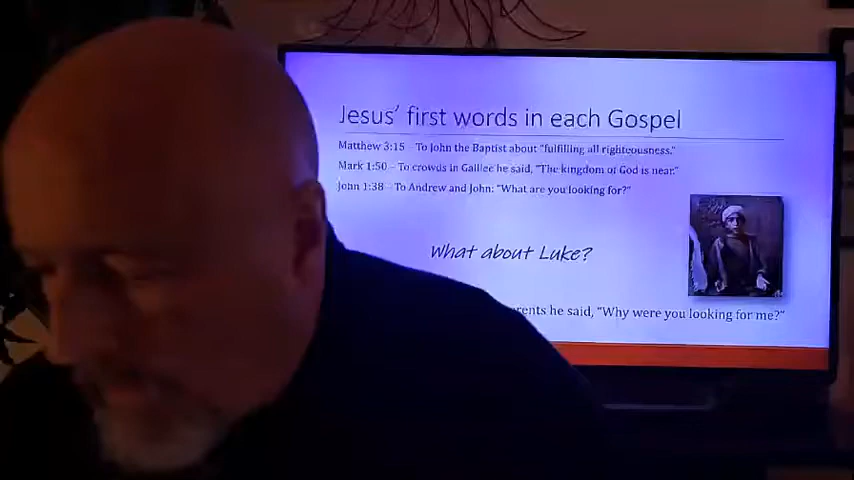 Jesus’ first words in each Gospel
Matthew 3:15 – To John the Baptist about "fulfilling all righteousness."
Mark 1:50 – To crowds in Galilee he said, "The kingdom of God is near."
John 1:38 – To Andrew and John: "What are you looking for?"
What about Luke?
he said, "Why were you looking for me?"